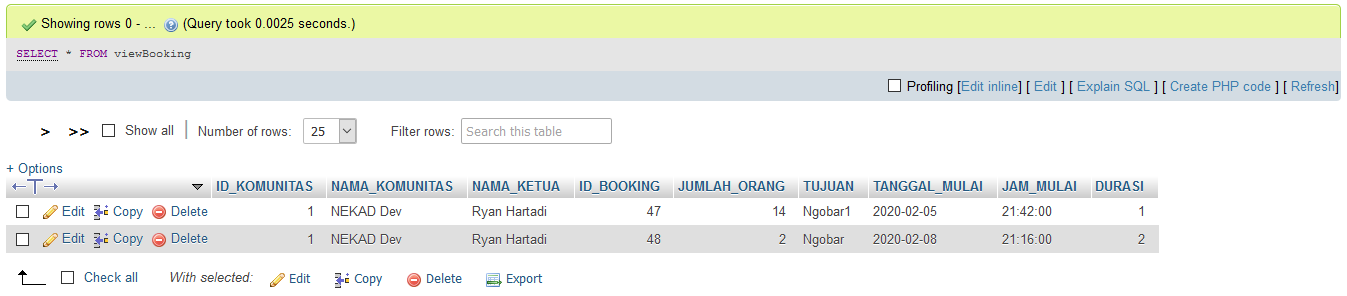 Showing rows 0 - ... (Query took 0.0025 seconds.)
SELECT * FROM viewBooking
Profiling [Edit inline] [ Edit ] [ Explain SQL ] [ Create PHP code ] [ Refresh]
> >> Show all | Number of rows: 25 Filter rows: Search this table
+ Options
←T→ ID_KOMUNITAS NAMA_KOMUNITAS NAMA_KETUA ID_BOOKING JUMLAH_ORANG TUJUAN TANGGAL_MULAI JAM_MULAI DURASI
Edit Copy Delete 1 NEKAD Dev Ryan Hartadi 47 14 Ngobar1 2020-02-05 21:42:00 1
Edit Copy Delete 1 NEKAD Dev Ryan Hartadi 48 2 Ngobar 2020-02-08 21:16:00 2
Check all With selected: Edit Copy Delete Export